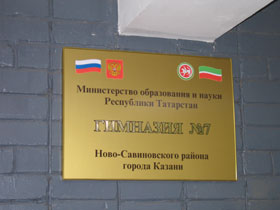 Министерство образования и науки
Республики Татарстан
ГИМНАЗИЯ №7
Ново-Савиновского района
города Казани